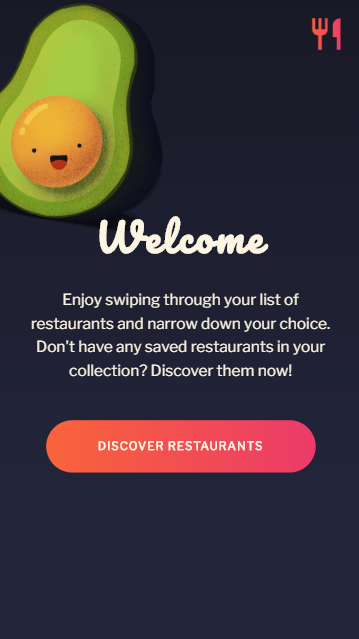 Welcome
Enjoy swiping through your list of
restaurants and narrow down your choice.
Don't have any saved restaurants in your
collection? Discover them now!
DISCOVER RESTAURANTS